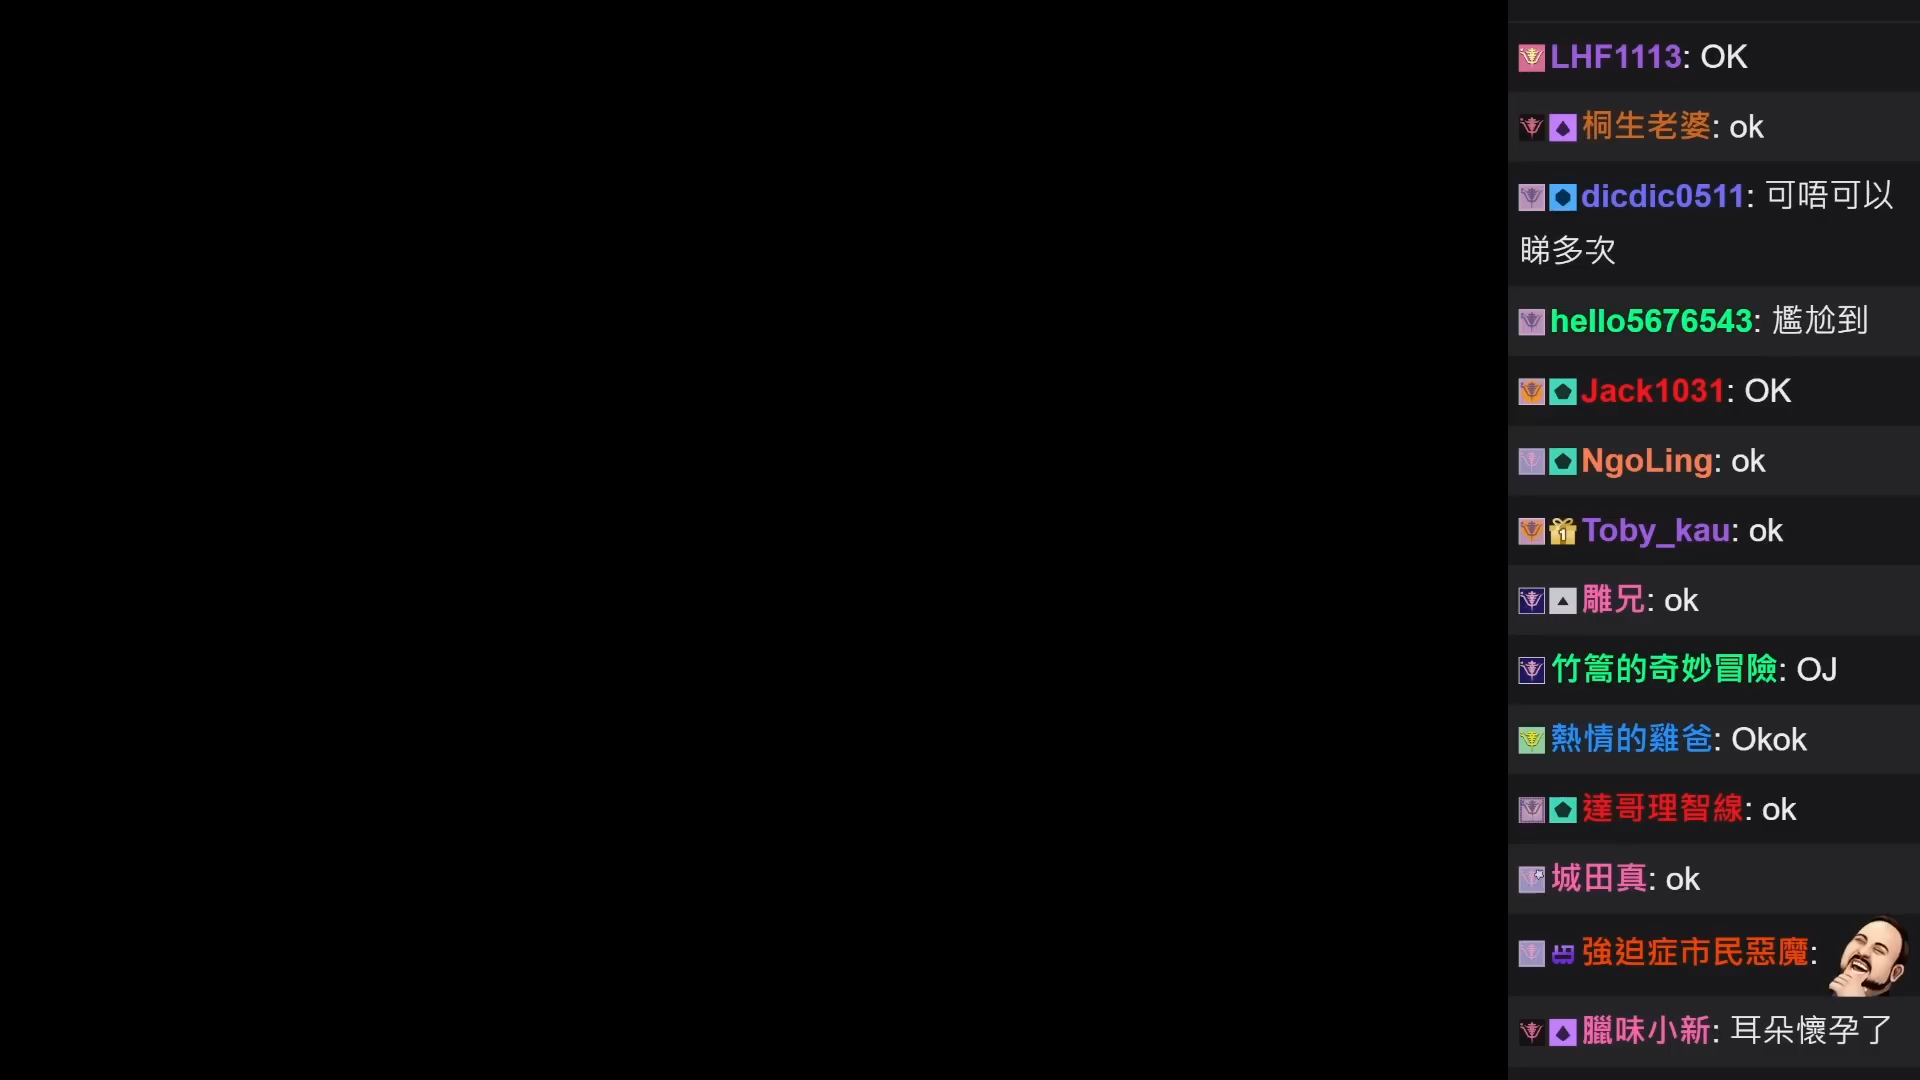 LHF1113: OK
桐生老婆: ok
dicdic0511: 可唔可以
睇多次
hello5676543: 尷尬到
Jack1031: OK
NgoLing: ok
1
Toby_kau: ok
雕兄: ok
竹篙的奇妙冒險: OJ
熱情的雞爸: Okok
達哥理智線: ok
城田真: ok
強迫症市民惡魔:
臘味小新: 耳朵懷孕了